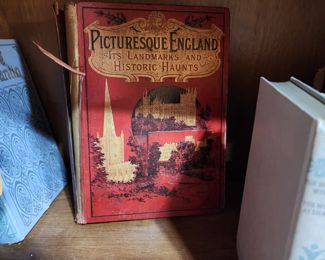 PICTURESQUE ENGLAND
ITS LANDMARKS AND
HISTORIC HAUNTS